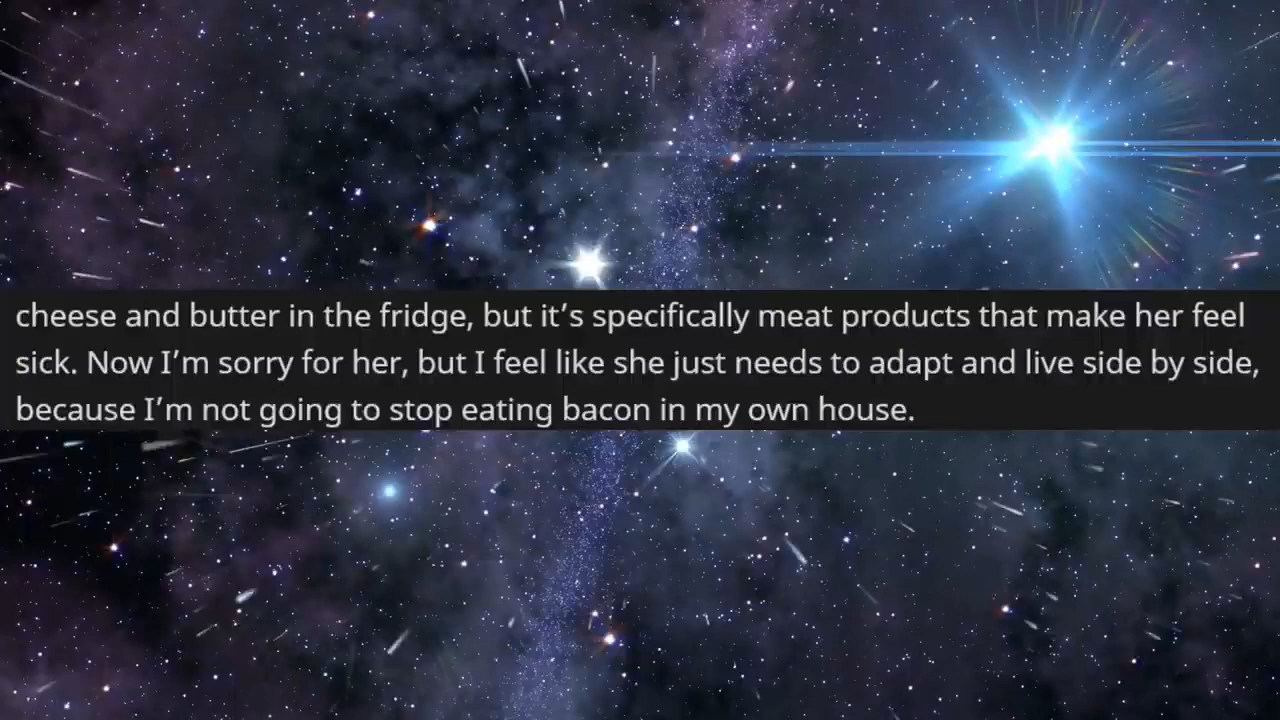 cheese and butter in the fridge, but it’s specifically meat products that make her feel
sick. Now I’m sorry for her, but I feel like she just needs to adapt and live side by side,
because I’m not going to stop eating bacon in my own house.